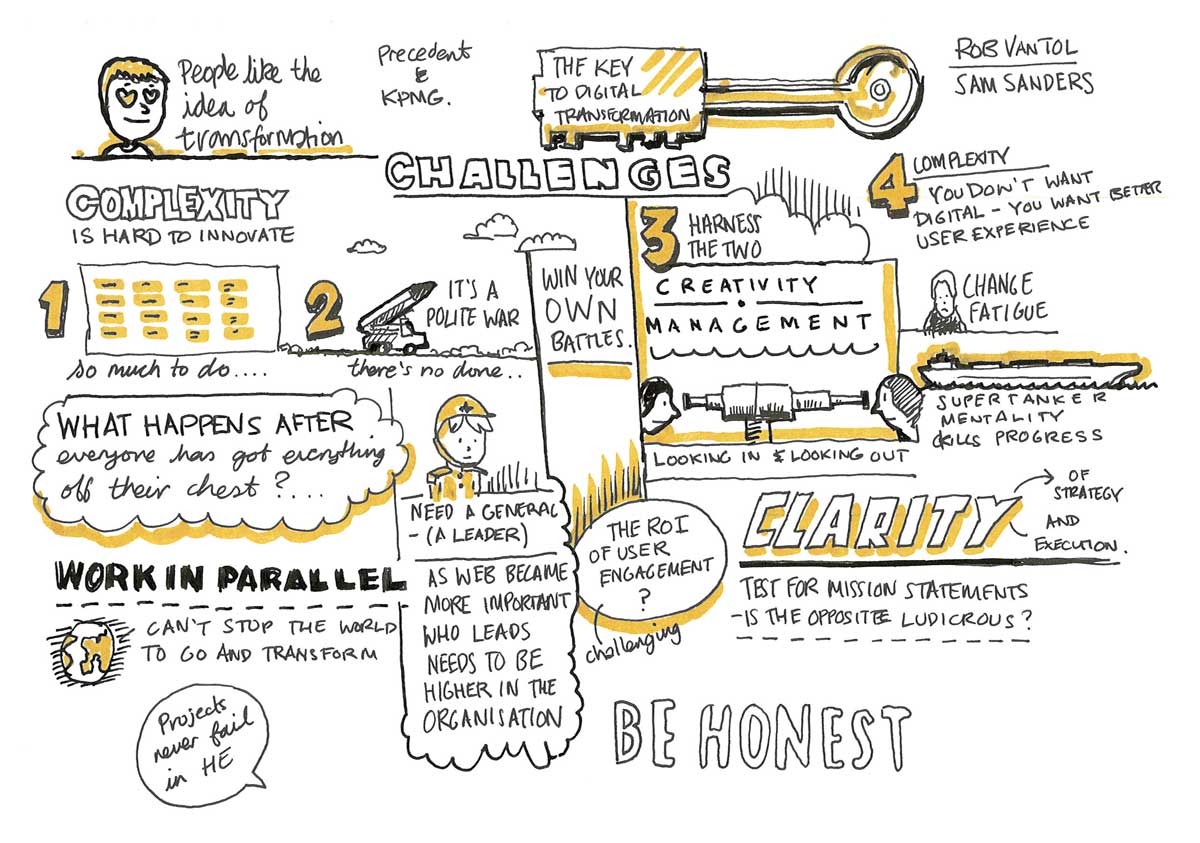 People like the
idea of
transformation
Precedent
&
KPMG.
THE KEY
TO DIGITAL
TRANSFORMATION
ROB VAN TOL
SAM SANDERS
CHALLENGES
COMPLEXITY
IS HARD TO INNOVATE
1
so much to do....
2
IT'S A
POLITE WAR
there's no done..
WIN YOUR
OWN
BATTLES.
3
HARNESS
THE TWO
CREATIVITY
MANAGEMENT
LOOKING IN & LOOKING OUT
4
COMPLEXITY
YOU DON'T WANT
DIGITAL - YOU WANT BETTER
USER EXPERIENCE
CHANGE
FATIGUE
SUPERTANKER
MENTALITY
KILLS PROGRESS
WHAT HAPPENS AFTER
everyone has got everything
off their chest?....
NEED A GENERAL
- (A LEADER)
AS WEB BECAME
MORE IMPORTANT
WHO LEADS
NEEDS TO BE
HIGHER IN THE
ORGANISATION
THE ROI
OF USER
ENGAGEMENT
?
challenging
CLARITY
OF
STRATEGY
AND
EXECUTION.
TEST FOR MISSION STATEMENTS
- IS THE OPPOSITEE LUDICROUS?
WORK IN PARALLEL
CAN'T STOP THE WORLD
TO GO AND TRANSFORM
Projects
never fail
in HE
BE HONEST